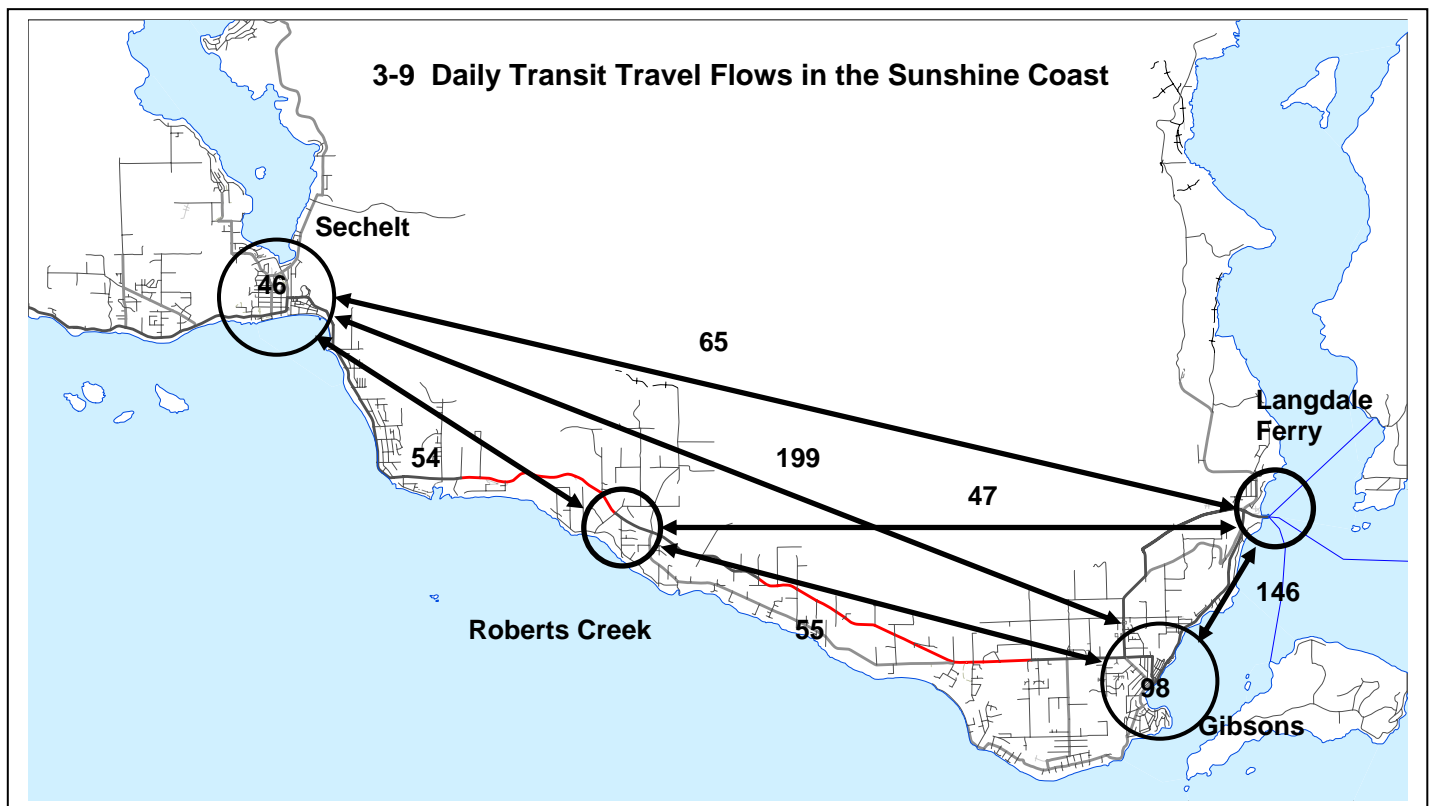 3-9 Daily Transit Travel Flows in the Sunshine Coast
Sechelt
46
65
Langdale
Ferry
54
199
47
146
Roberts Creek
55
98
Gibsons